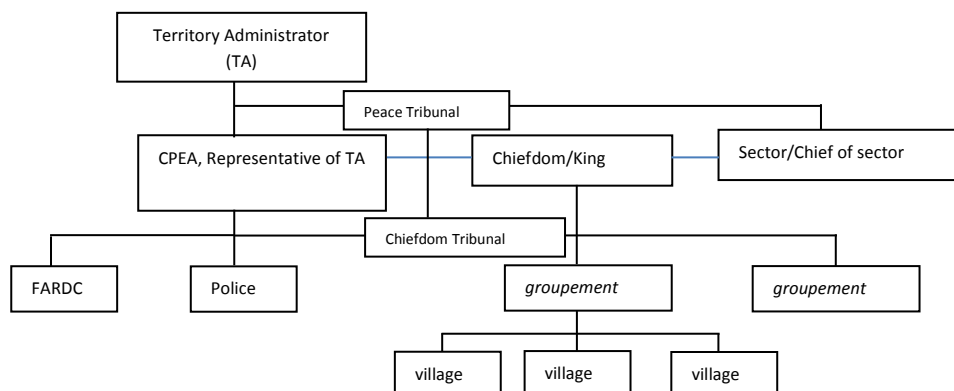 Territory Administrator
(TA)
Peace Tribunal
CPEA, Representative of TA
Chiefdom/King
Sector/Chief of sector
Chiefdom Tribunal
FARDC
Police
groupement
groupement
village
village
village